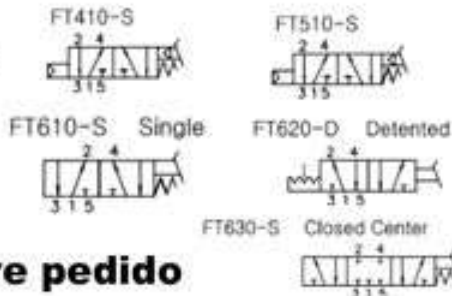 FT410-S FT510-S
2 4 2 4
3 1 5 3 1 5
FT610-S Single FT620-D Detented
2 4 2 4
3 1 5 3 1 5
FT630-S Closed Center
2 4
3 1 5
pedido